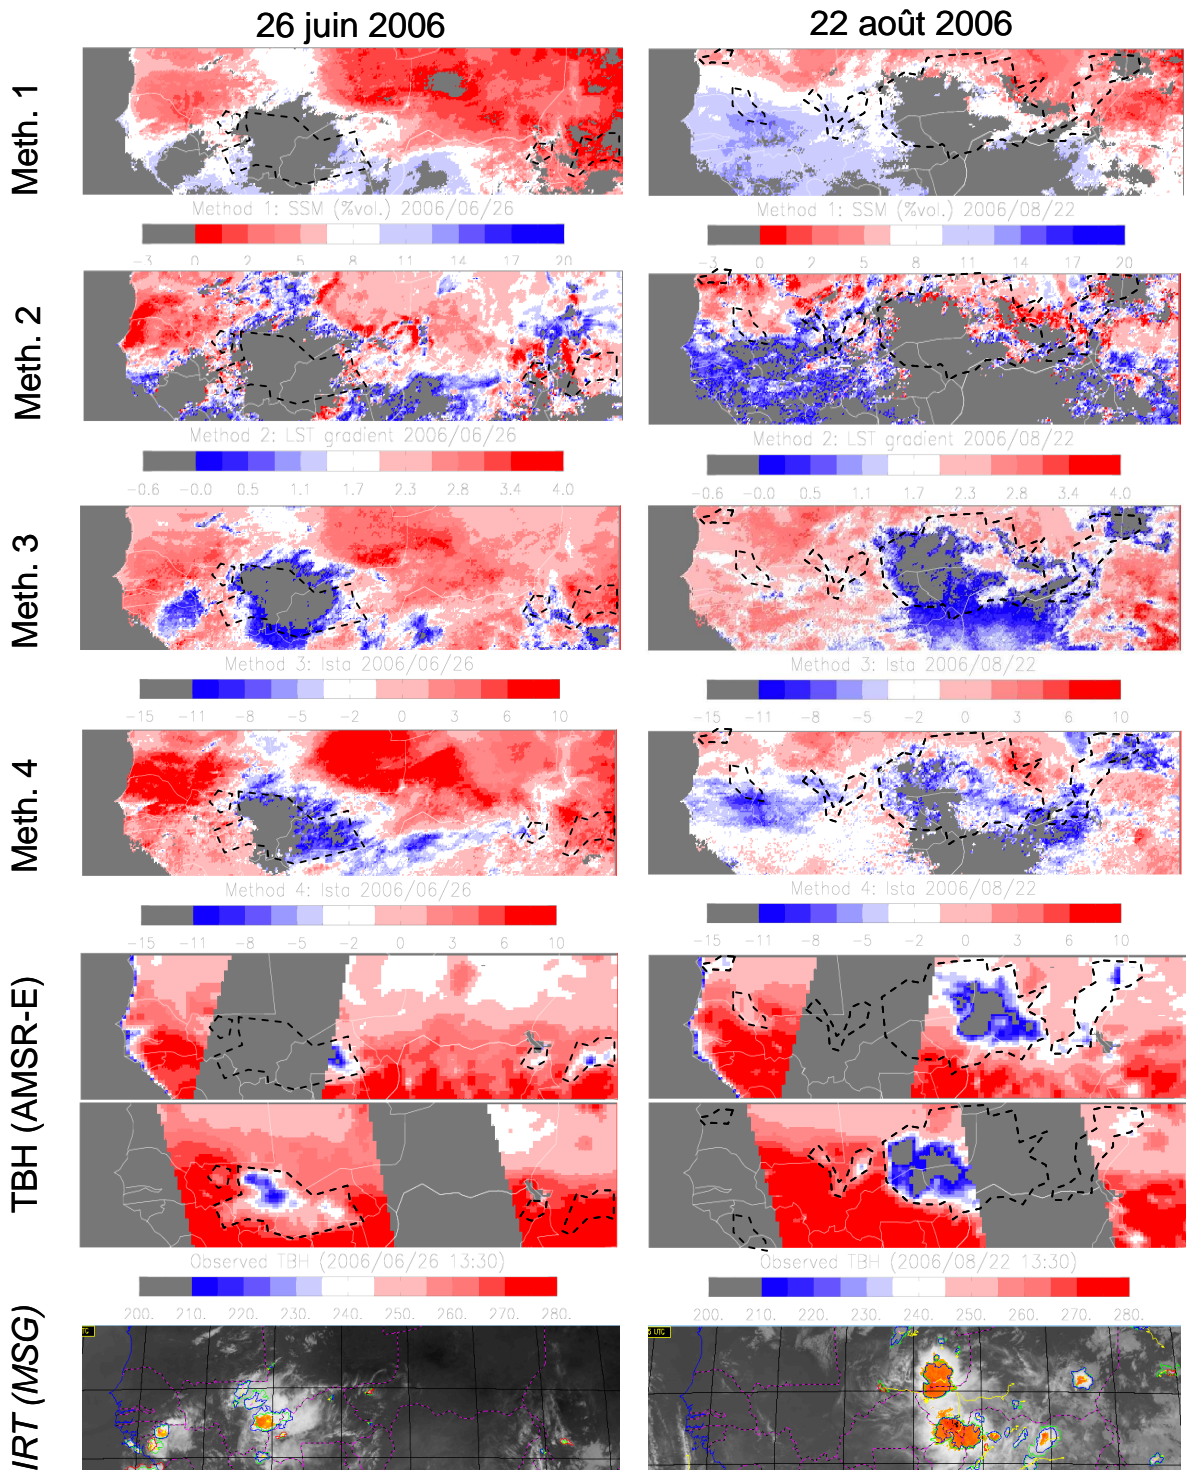 26 juin 2006
22 août 2006
Meth. 1
Method 1: SSM (%vol.) 2006/06/26
Method 1: SSM (%vol.) 2006/08/22
-3 0 2 5 8 11 14 17 20
-3 0 2 5 8 11 14 17 20
Meth. 2
Method 2: LST gradient 2006/06/26
Method 2: LST gradient 2006/08/22
-0.6 -0.0 0.5 1.1 1.7 2.3 2.8 3.4 4.0
-0.6 -0.0 0.5 1.1 1.7 2.3 2.8 3.4 4.0
Meth. 3
Method 3: lsta 2006/06/26
Method 3: lsta 2006/08/22
-15 -11 -8 -5 -2 0 3 6 10
-15 -11 -8 -5 -2 0 3 6 10
Meth. 4
Method 4: lsta 2006/06/26
Method 4: lsta 2006/08/22
-15 -11 -8 -5 -2 0 3 6 10
-15 -11 -8 -5 -2 0 3 6 10
TBH (AMSR-E)
Observed TBH (2006/06/26 13:30)
Observed TBH (2006/08/22 13:30)
200. 210. 220. 230. 240. 250. 260. 270. 280.
200. 210. 220. 230. 240. 250. 260. 270. 280.
IRT (MSG)
UTC